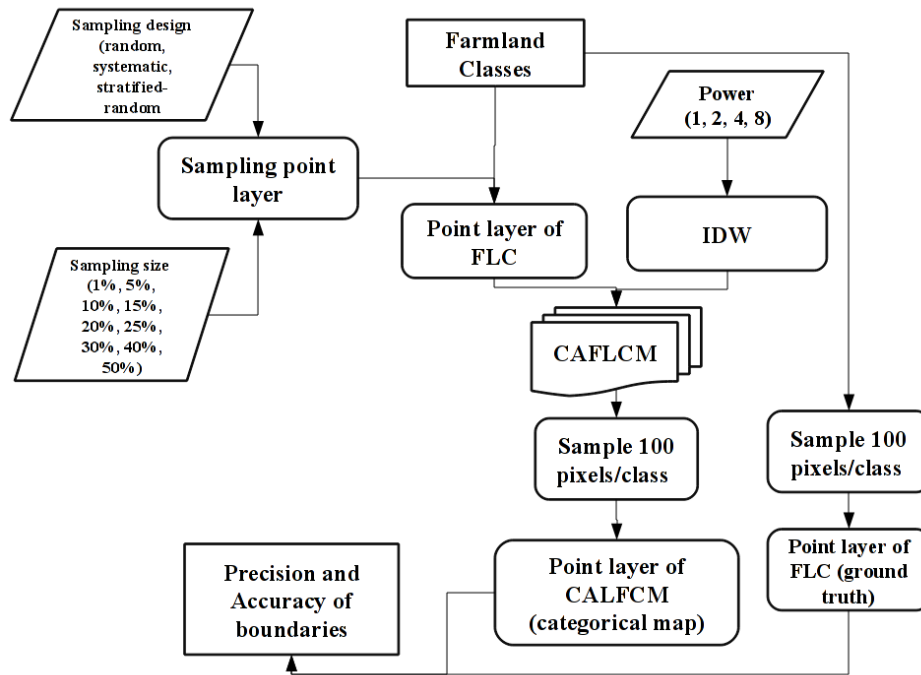 Sampling design
(random,
systematic,
stratified-
random
Farmland
Classes
Power
(1, 2, 4, 8)
Sampling point
layer
Point layer of
FLC
IDW
Sampling size
(1%, 5%,
10%, 15%,
20%, 25%,
30%, 40%,
50%)
CAFLCM
Sample 100
pixels/class
Sample 100
pixels/class
Precision and
Accuracy of
boundaries
Point layer of
CALFCM
(categorical map)
Point layer of
FLC (ground
truth)